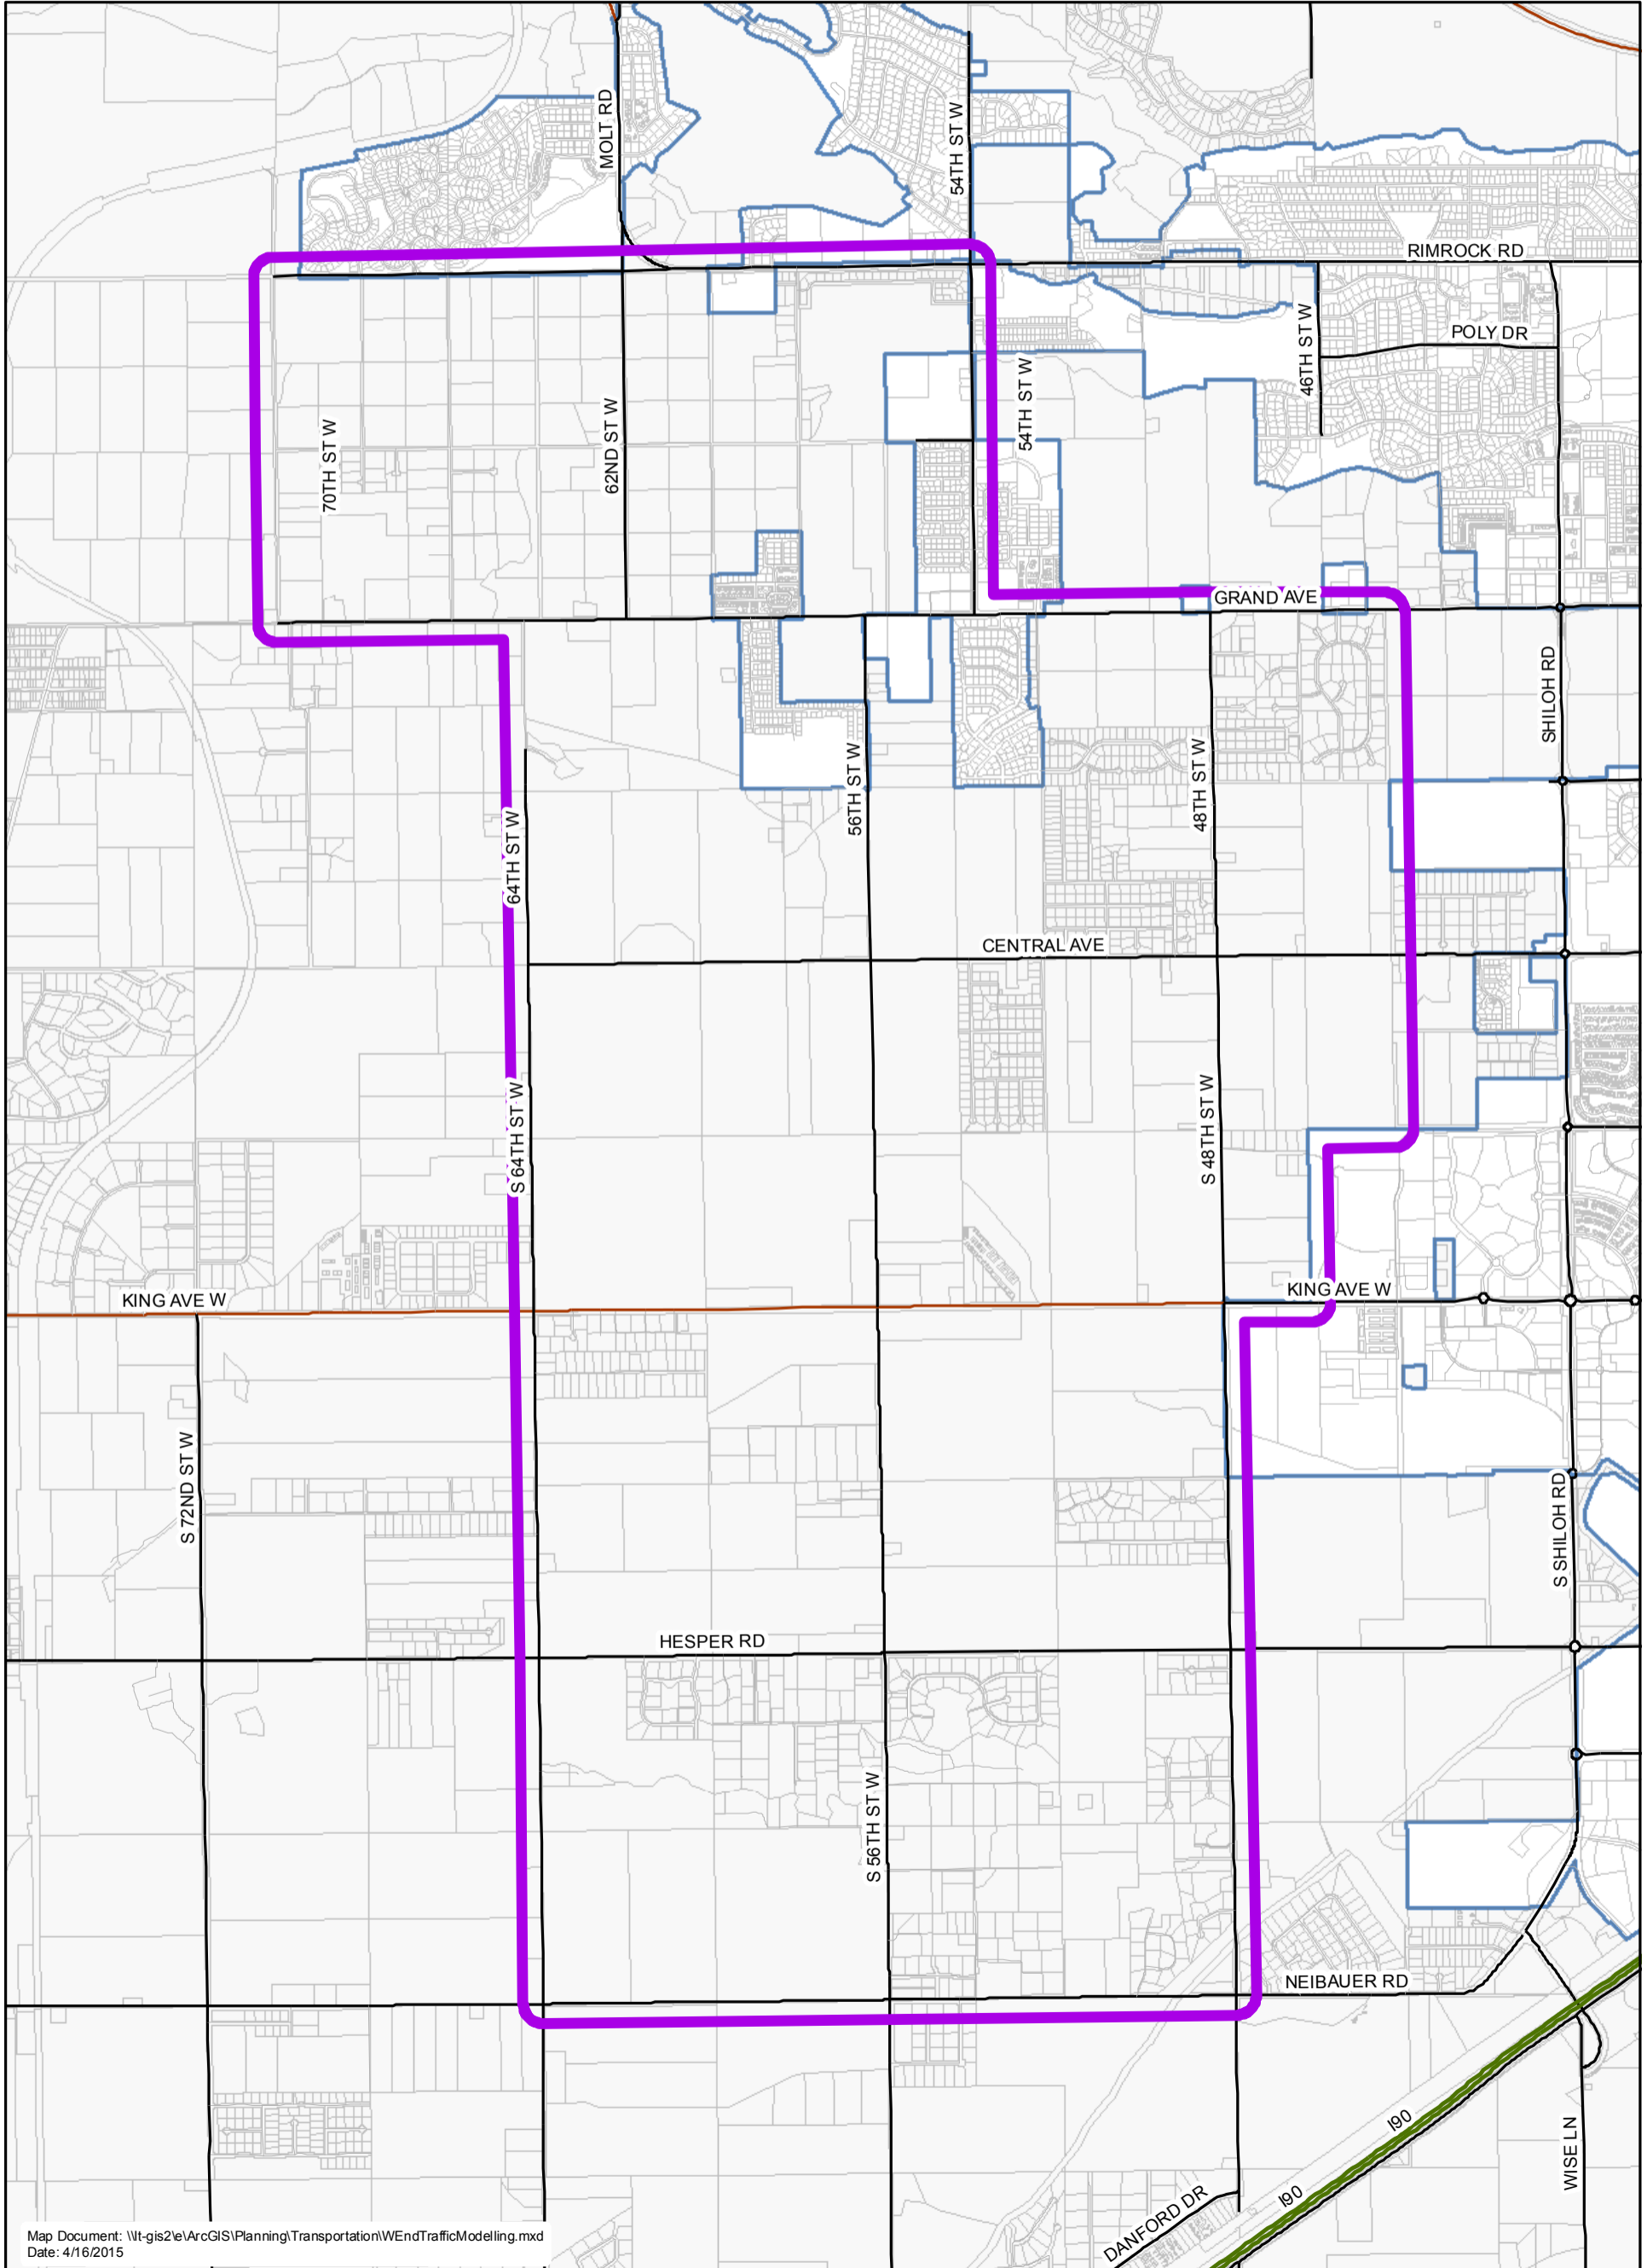 MOLT RD
54TH ST W
RIMROCK RD
POLY DR
46TH ST W
54TH ST W
62ND ST W
70TH ST W
GRAND AVE
SHILOH RD
56TH ST W
48TH ST W
64TH ST W
CENTRAL AVE
S 64TH ST W
S 48TH ST W
KING AVE W
KING AVE W
S 72ND ST W
S SHILOH RD
HESPER RD
S 56TH ST W
NEIBAUER RD
I90
WISE LN
I90
DANFORD DR
Map Document: \\It-gis2\e\ArcGIS\Planning\Transportation\WEndTrafficModelling.mxd
Date: 4/16/2015